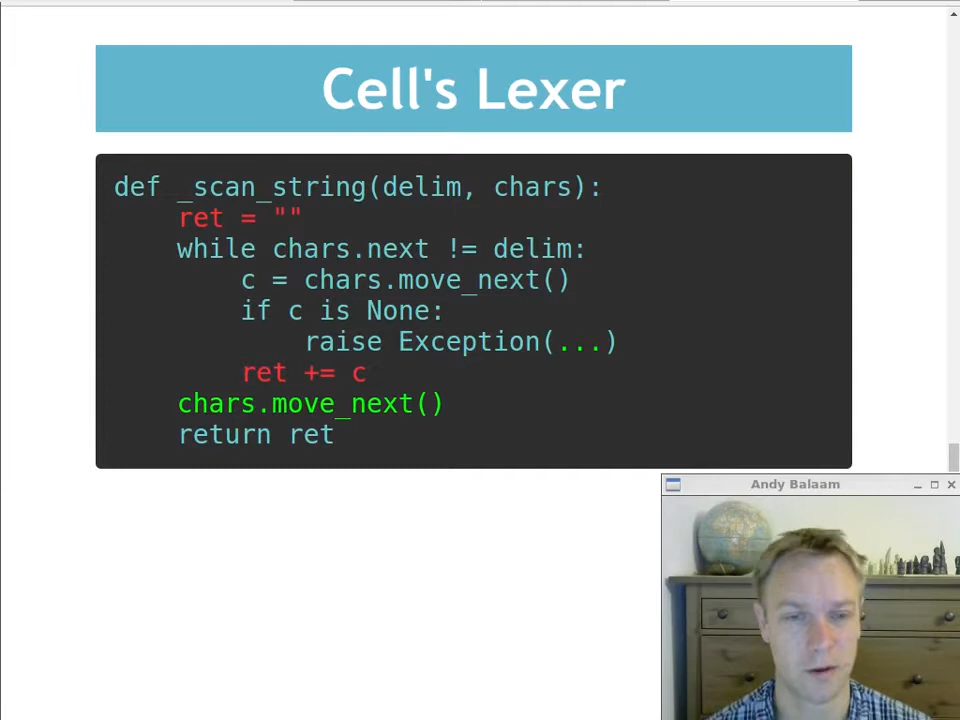 Cell's Lexer
def _scan_string(delim, chars):
    ret = ""
    while chars.next != delim:
        c = chars.move_next()
        if c is None:
            raise Exception(...)
        ret += c
    chars.move_next()
    return ret
Andy Balaam